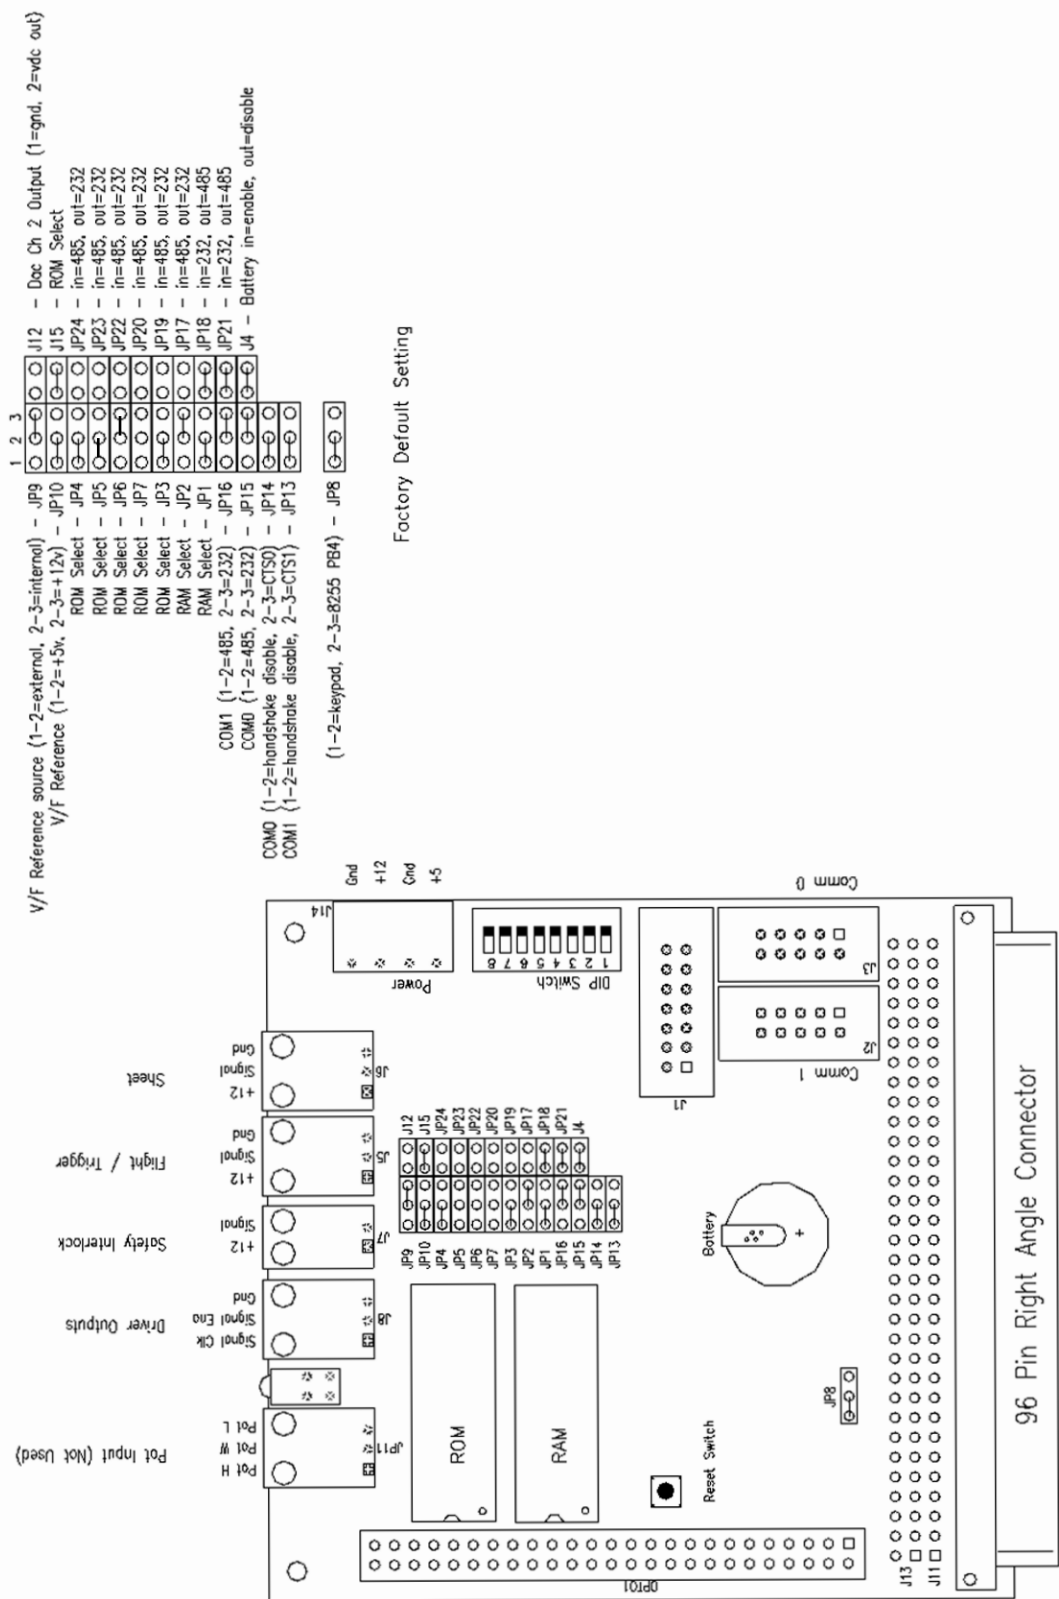 1 2 3
V/F Reference source (1-2=external, 2-3=internal) - JP9
V/F Reference (1-2=+5v, 2-3=+12v) - JP10
ROM Select - JP4
ROM Select - JP5
ROM Select - JP6
ROM Select - JP7
ROM Select - JP3
RAM Select - JP2
RAM Select - JP1
COM1 (1-2=485, 2-3=232) - JP16
COM0 (1-2=485, 2-3=232) - JP15
COM0 (1-2=handshake disable, 2-3=CTS0) - JP14
COM1 (1-2=handshake disable, 2-3=CTS1) - JP13
(1-2=keypad, 2-3=8255 PB4) - JP8
J12 - Dac Ch 2 Output (1=gnd, 2=vdc out)
J15 - ROM Select
JP24 - in=485, out=232
JP23 - in=485, out=232
JP22 - in=485, out=232
JP20 - in=485, out=232
JP19 - in=485, out=232
JP17 - in=485, out=232
JP18 - in=232, out=485
JP21 - in=232, out=485
J4 - Battery in=enable, out=disable
Factory Default Setting
Pot Input (Not Used)
Pot H
Pot W
Pot L
JP11
Driver Outputs
Signal Clk
Signal Ena
Gnd
J8
Safety Interlock
+12
Signal
J7
Flight / Trigger
+12
Signal
Gnd
J5
Sheet
+12
Signal
Gnd
J6
J14
Gnd
+12
Gnd
+5
Power
DIP Switch
1 2 3 4 5 6 7 8
JP9
JP10
JP4
JP5
JP6
JP7
JP3
JP2
JP1
JP16
JP15
JP14
JP13
J12
J15
JP24
JP23
JP22
JP20
JP19
JP17
JP18
JP21
J4
ROM
RAM
OPTO1
Reset Switch
Battery
+
JP8
J1
J2
Comm 1
J3
Comm 0
J13
J11
96 Pin Right Angle Connector